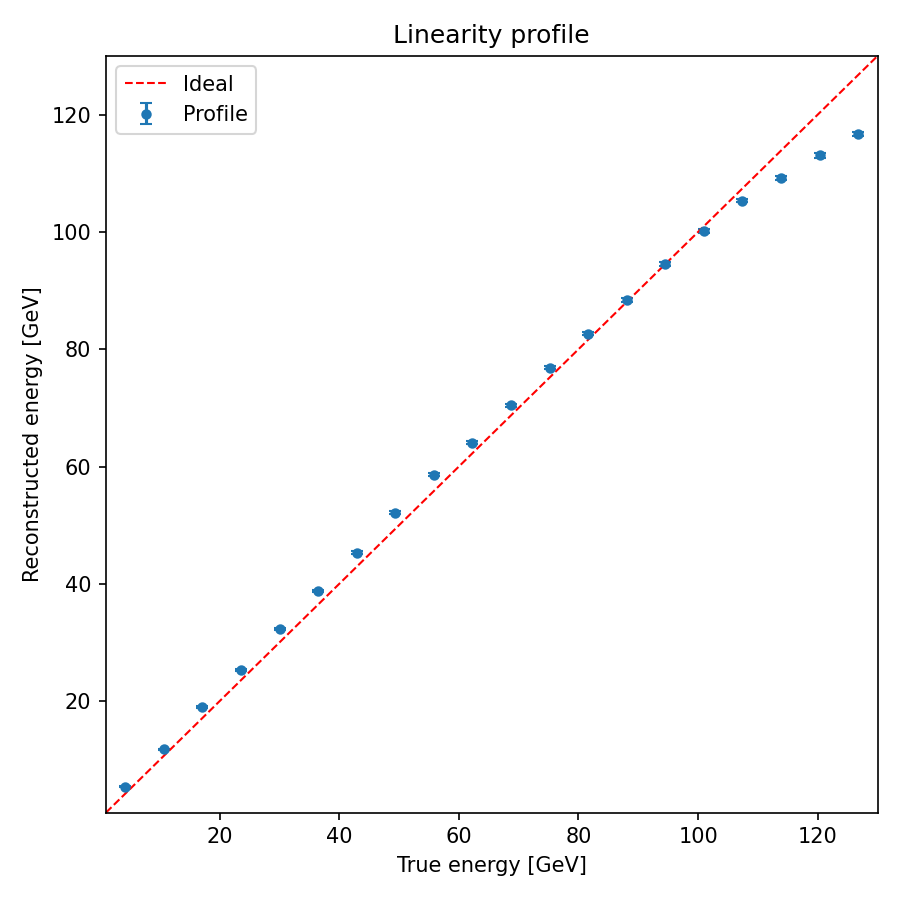 Linearity profile
Ideal
Profile
Reconstructed energy [GeV]
120
100
80
60
40
20
20 40 60 80 100 120
True energy [GeV]